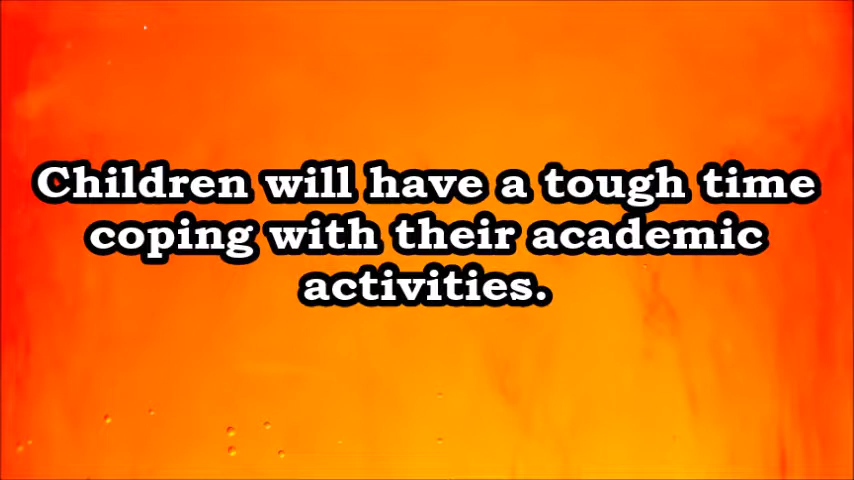 Children will have a tough time
coping with their academic
activities.